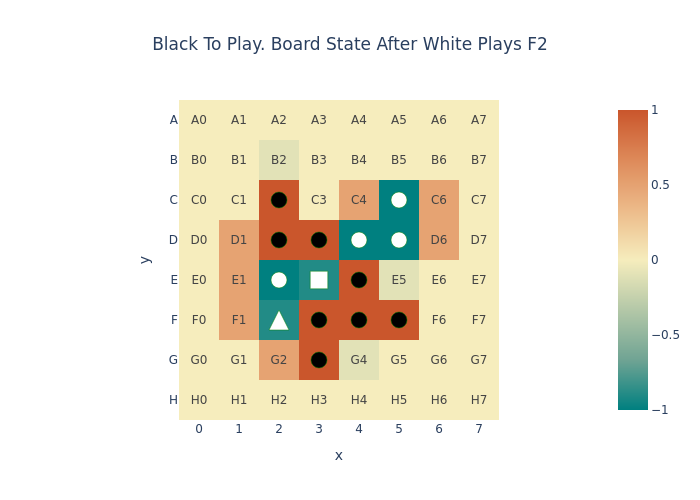 Black To Play. Board State After White Plays F2
A A0 A1 A2 A3 A4 A5 A6 A7
B B0 B1 B2 B3 B4 B5 B6 B7
C C0 C1 C3 C4 C6 C7
D D0 D1 D6 D7
E E0 E1 E5 E6 E7
F F0 F1 F6 F7
G G0 G1 G2 G4 G5 G6 G7
H H0 H1 H2 H3 H4 H5 H6 H7
0 1 2 3 4 5 6 7
x
y
1
0.5
0
−0.5
−1